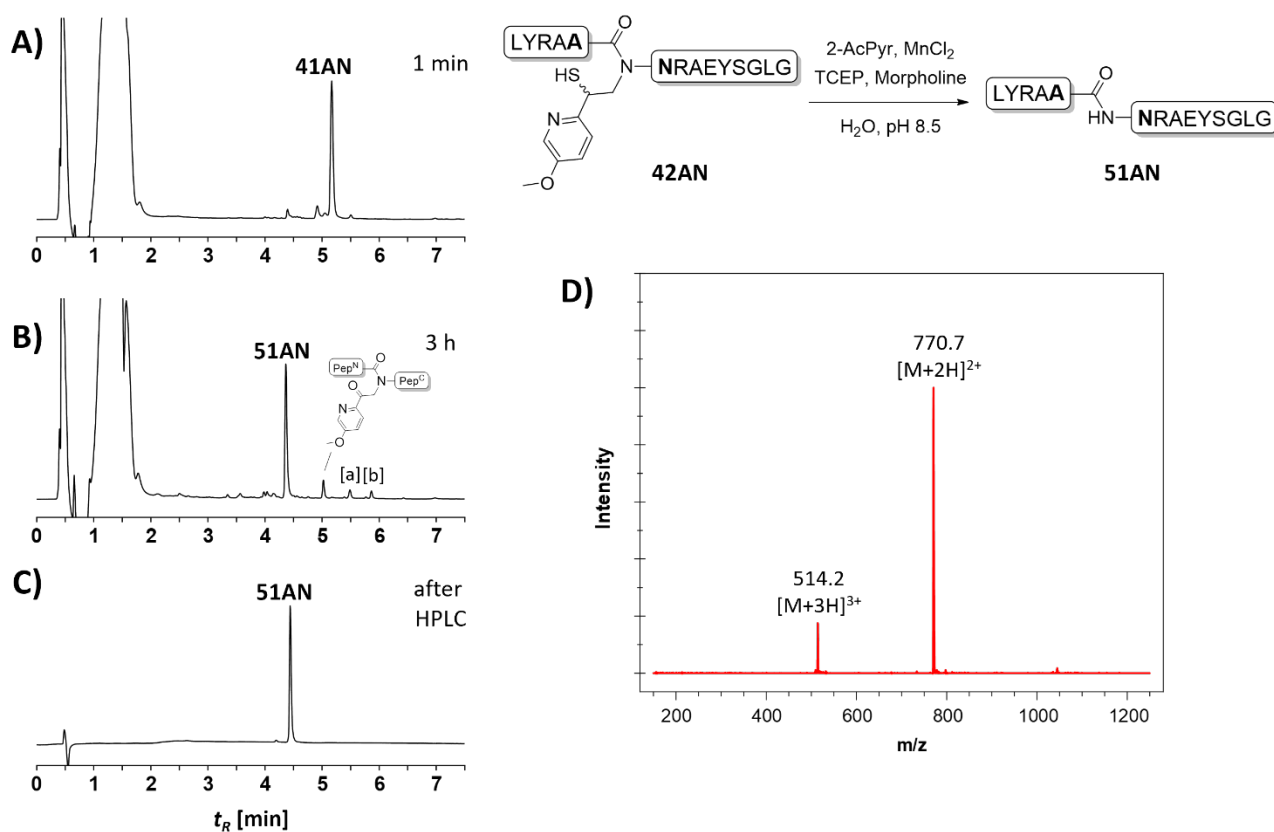 A)
41AN
1 min
0 1 2 3 4 5 6 7
LYRAA
O
N
NRAEYSGLG
HS
N
O
42AN
2-AcPyr, MnCl₂
TCEP, Morpholine
H₂O, pH 8.5
LYRAA
O
HN
NRAEYSGLG
51AN
B)
51AN
3 h
Pepᴺ
O
N
Pepᶜ
O
N
O
[a] [b]
0 1 2 3 4 5 6 7
C)
51AN
after
HPLC
0 1 2 3 4 5 6 7
tR [min]
D)
770.7
[M+2H]²⁺
514.2
[M+3H]³⁺
Intensity
200 400 600 800 1000 1200
m/z